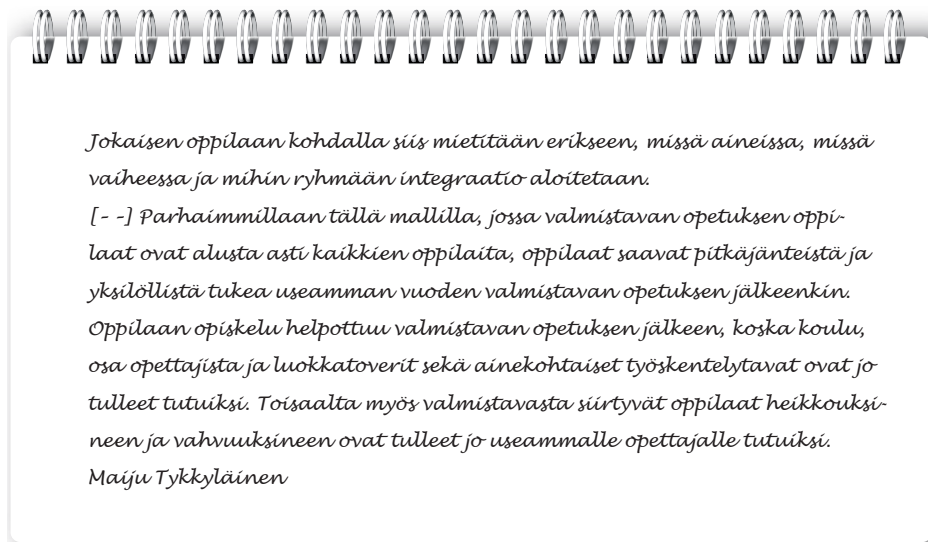 Jokaisen oppilaan kohdalla siis mietitään erikseen, missä aineissa, missä
vaiheessa ja mihin ryhmään integraatio aloitetaan.
[- -] Parhaimmillaan tällä mallilla, jossa valmistavan opetuksen oppi-
laat ovat alusta asti kaikkien oppilaita, oppilaat saavat pitkäjänteistä ja
yksilöllistä tukea useamman vuoden valmistavan opetuksen jälkeenkin.
Oppilaan opiskelu helpottuu valmistavan opetuksen jälkeen, koska koulu,
osa opettajista ja luokkatoverit sekä ainekohtaiset työskentelytavat ovat jo
tulleet tutuiksi. Toisaalta myös valmistavasta siirtyvät oppilaat heikkouksi-
neen ja vahvuuksineen ovat tulleet jo useammalle opettajalle tutuiksi.
Maiju Tykkyläinen